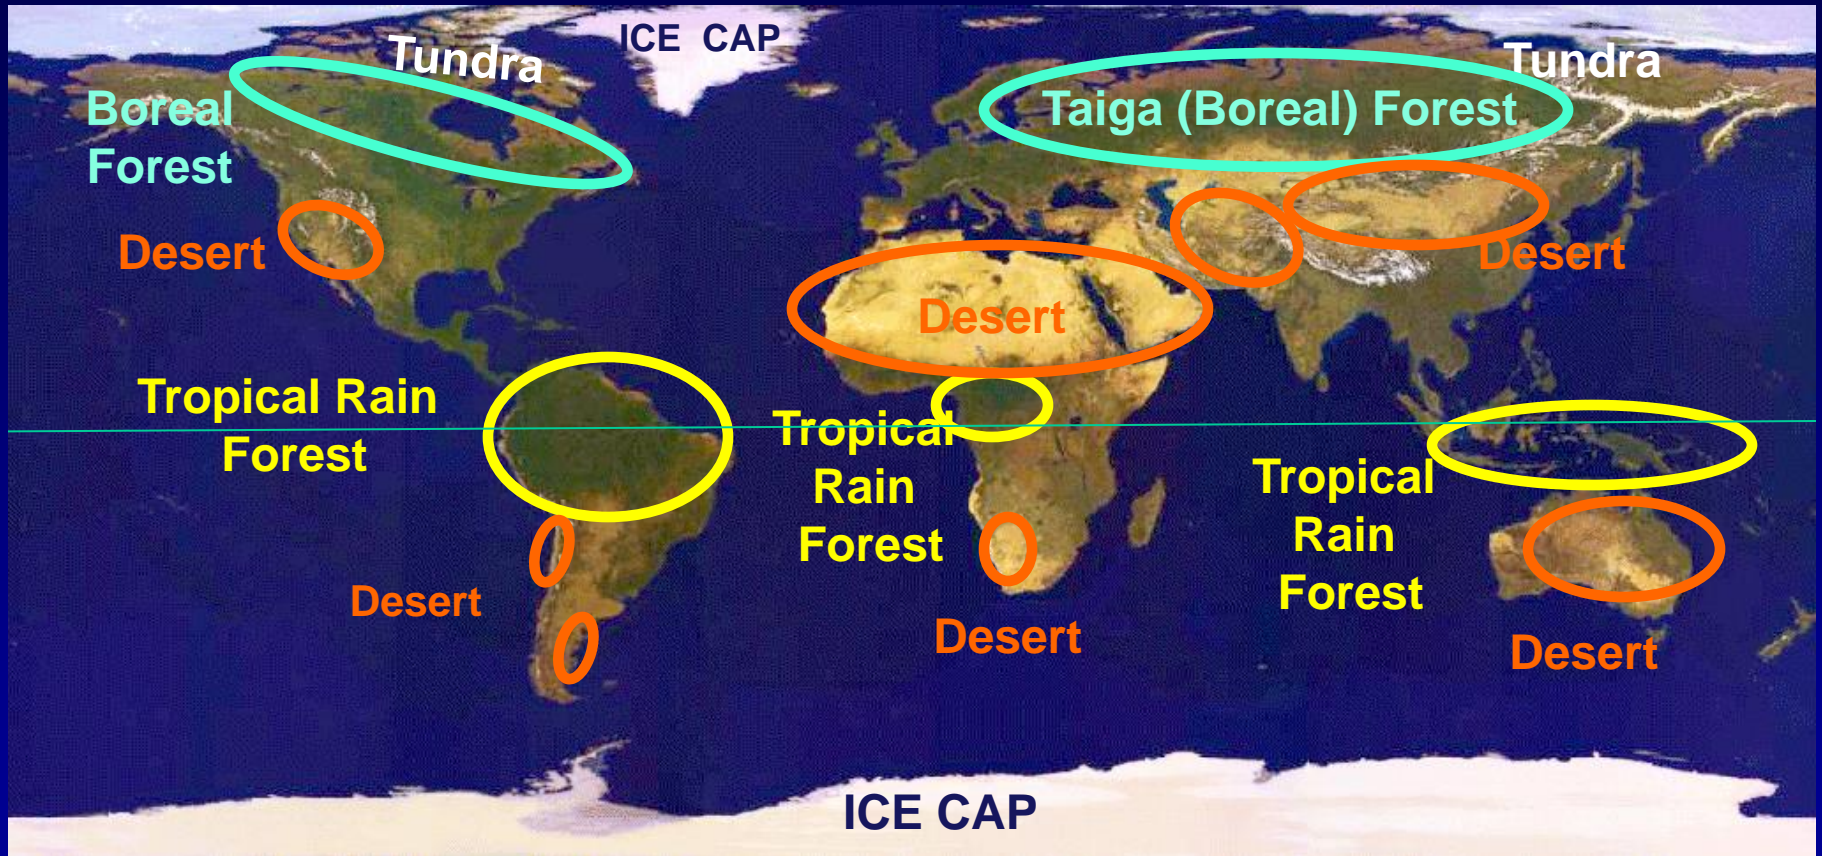 ICE CAP
Tundra
Tundra
Boreal
Forest
Taiga (Boreal) Forest
Desert
Desert
Desert
Tropical Rain
Forest
Tropical
Rain
Forest
Tropical
Rain
Forest
Desert
Desert
Desert
ICE CAP